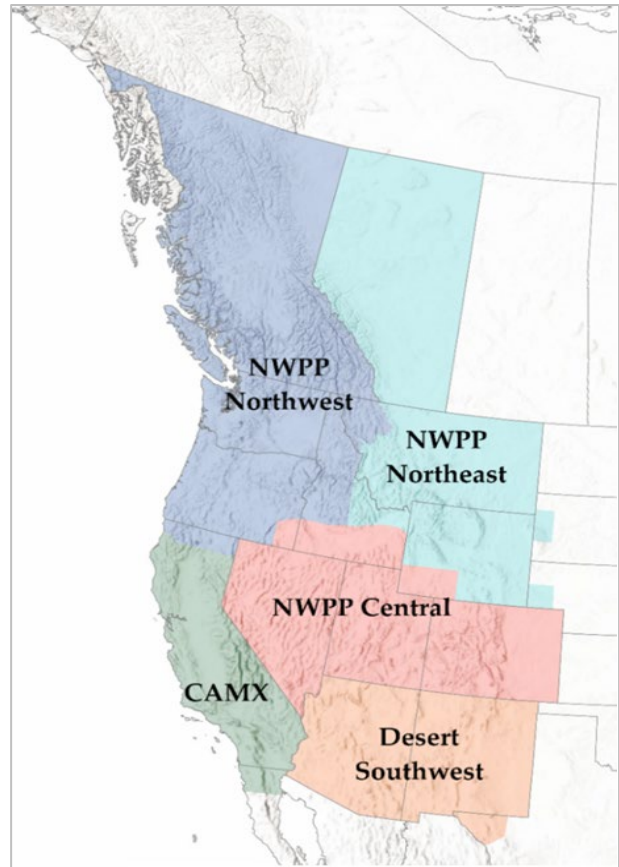 NWPP
Northwest
NWPP
Northeast
NWPP Central
CAMX
Desert
Southwest